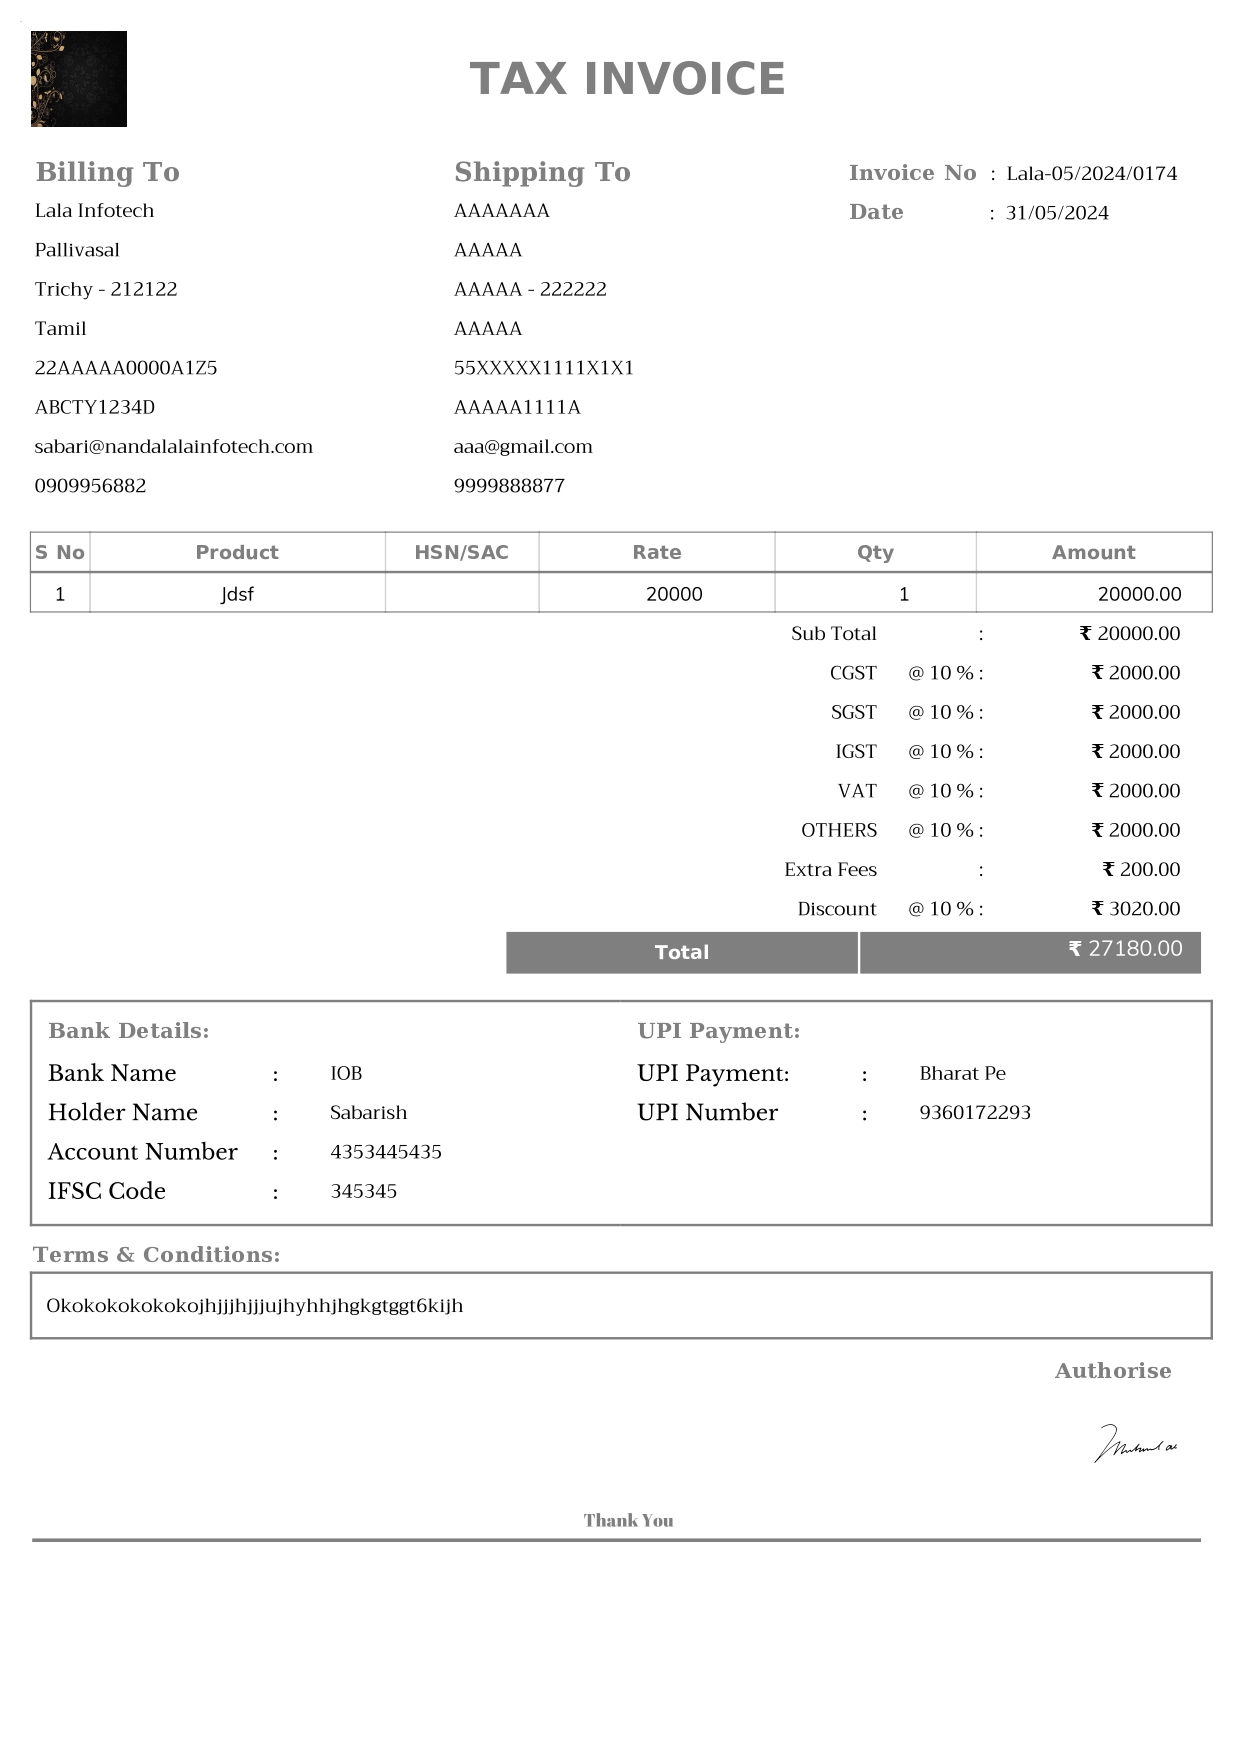 TAX INVOICE
Billing To
Lala Infotech
Pallivasal
Trichy - 212122
Tamil
22AAAAA0000A1Z5
ABCTY1234D
sabari@nandalalainfotech.com
0909956882
Shipping To
AAAAAAA
AAAAA
AAAAA - 222222
AAAAA
55XXXXX1111X1X1
AAAAA1111A
aaa@gmail.com
9999888877
Invoice No : Lala-05/2024/0174
Date : 31/05/2024
S No Product HSN/SAC Rate Qty Amount
1 Jdsf 20000 1 20000.00
Sub Total : ₹ 20000.00
CGST @ 10 % : ₹ 2000.00
SGST @ 10 % : ₹ 2000.00
IGST @ 10 % : ₹ 2000.00
VAT @ 10 % : ₹ 2000.00
OTHERS @ 10 % : ₹ 2000.00
Extra Fees : ₹ 200.00
Discount @ 10 % : ₹ 3020.00
Total ₹ 27180.00
Bank Details:
Bank Name : IOB
Holder Name : Sabarish
Account Number : 4353445435
IFSC Code : 345345
UPI Payment:
UPI Payment: : Bharat Pe
UPI Number : 9360172293
Terms & Conditions:
Okokokokokokojhjjjhjjjujhyhhjhgkgtggt6kijh
Authorise
Thank You